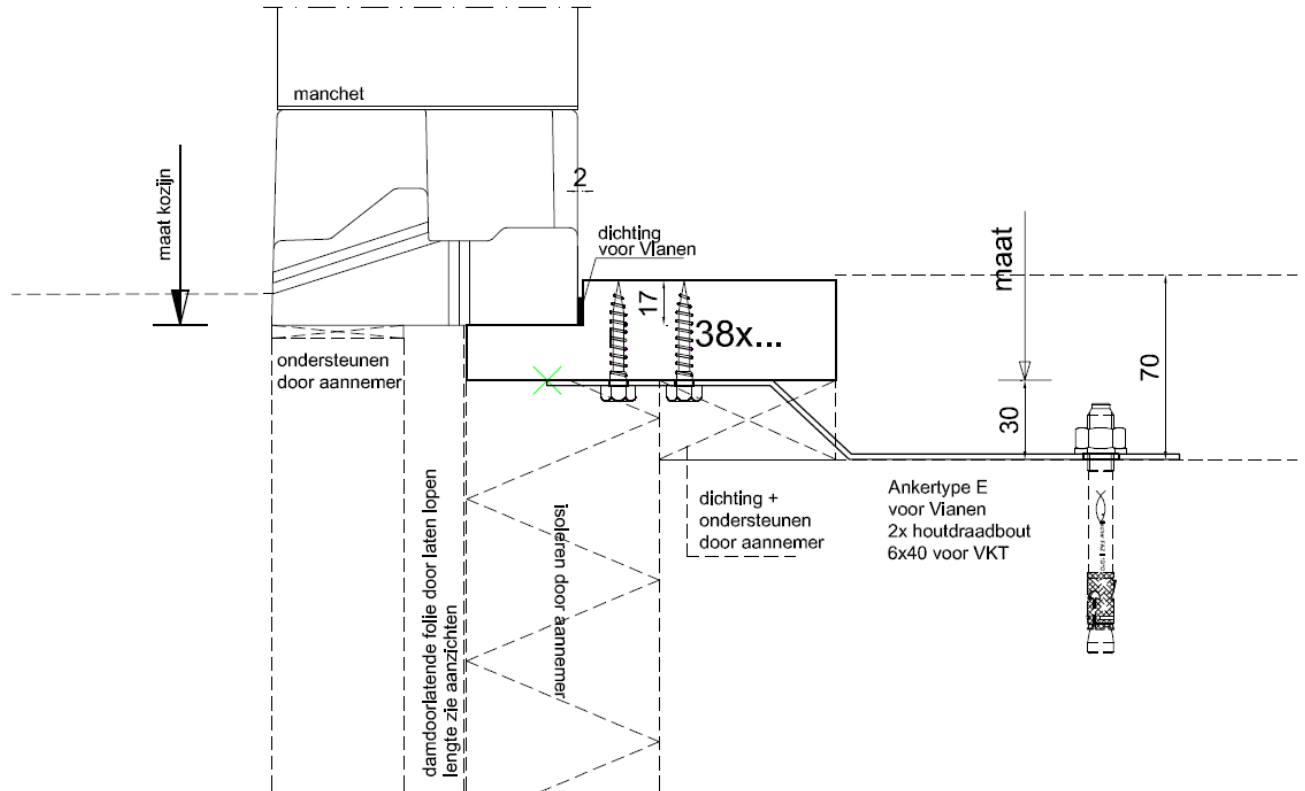 manchet
maat kozijn
2
dichting
voor Vianen
17
38x...
maat
70
30
ondersteunen
door aannemer
damdoorlatende folie door laten lopen
lengte zie aanzichten
isoleren door aannemer
dichting +
ondersteunen
door aannemer
Ankertype E
voor Vianen
2x houtdraadbout
6x40 voor VKT